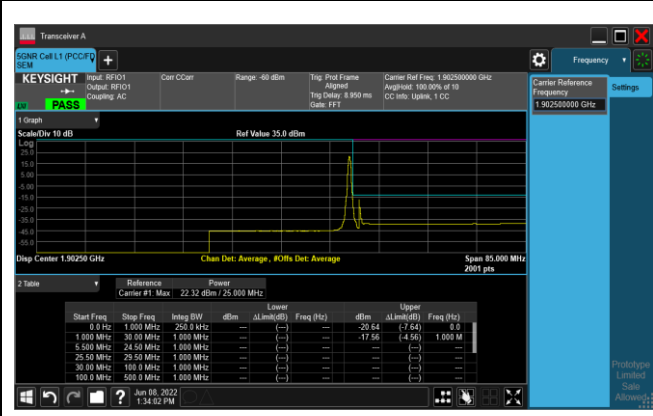 Transceiver A
5GNR Cell L1 (PCC/FD
SEM
Frequency
KEYSIGHT
Input: RFIO1
Output: RFIO1
Coupling: AC
Corr CCorr
Range: -60 dBm
Trig: Prot Frame
Aligned
Trig Delay: 8.950 ms
Gate: FFT
Carrier Ref Freq: 1.902500000 GHz
Avg|Hold: 100.00% of 10
CC Info: Uplink, 1 CC
PASS
Carrier Reference
Frequency
1.902500000 GHz
Settings
1 Graph
Scale/Div 10 dB
Ref Value 35.0 dBm
Log
25.0
15.0
5.00
-5.00
-15.0
-25.0
-35.0
-45.0
-55.0
Disp Center 1.90250 GHz
Chan Det: Average, #Offs Det: Average
Span 85.000 MHz
2001 pts
2 Table
Reference Power
Carrier #1: Max 22.32 dBm / 25.000 MHz
Lower Upper
Start Freq Stop Freq Integ BW dBm ΔLimit(dB) Freq (Hz) dBm ΔLimit(dB) Freq (Hz)
0.0 Hz 1.000 MHz 250.0 kHz --- (---) --- -20.64 (-7.64) 0.0
1.000 MHz 30.00 MHz 1.000 MHz --- (---) --- -17.56 (-4.56) 1.000 M
5.500 MHz 24.50 MHz 1.000 MHz --- (---) --- --- (---) ---
25.50 MHz 29.50 MHz 1.000 MHz --- (---) --- --- (---) ---
30.00 MHz 100.0 MHz 1.000 MHz --- (---) --- --- (---) ---
100.0 MHz 500.0 MHz 1.000 MHz --- (---) --- --- (---) ---
Prototype
Limited
Sale
Allowed
?
Jun 08, 2022
1:34:02 PM